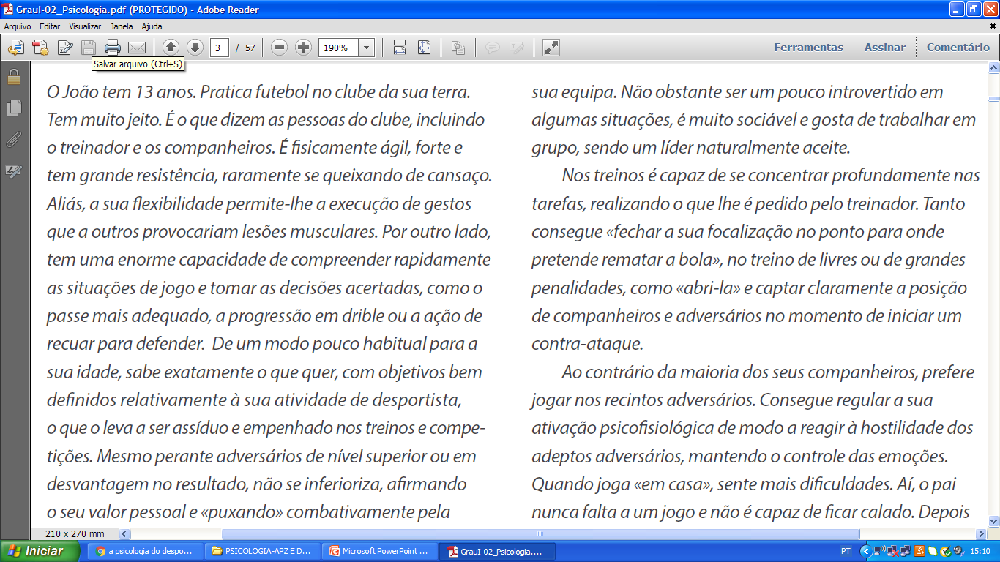 Graul-02_Psicologia.pdf (PROTEGIDO) - Adobe Reader
Arquivo Editar Visualizar Janela Ajuda
3 / 57 190% Ferramentas Assinar Comentário
Salvar arquivo (Ctrl+S)
O João tem 13 anos. Pratica futebol no clube da sua terra.
Tem muito jeito. É o que dizem as pessoas do clube, incluindo
o treinador e os companheiros. É fisicamente ágil, forte e
tem grande resistência, raramente se queixando de cansaço.
Aliás, a sua flexibilidade permite-lhe a execução de gestos
que a outros provocariam lesões musculares. Por outro lado,
tem uma enorme capacidade de compreender rapidamente
as situações de jogo e tomar as decisões acertadas, como o
passe mais adequado, a progressão em drible ou a ação de
recuar para defender. De um modo pouco habitual para a
sua idade, sabe exatamente o que quer, com objetivos bem
definidos relativamente à sua atividade de desportista,
o que o leva a ser assíduo e empenhado nos treinos e compe-
tições. Mesmo perante adversários de nível superior ou em
desvantagem no resultado, não se inferioriza, afirmando
o seu valor pessoal e «puxando» combativamente pela
sua equipa. Não obstante ser um pouco introvertido em
algumas situações, é muito sociável e gosta de trabalhar em
grupo, sendo um líder naturalmente aceite.
Nos treinos é capaz de se concentrar profundamente nas
tarefas, realizando o que lhe é pedido pelo treinador. Tanto
consegue «fechar a sua focalização no ponto para onde
pretende rematar a bola», no treino de livres ou de grandes
penalidades, como «abri-la» e captar claramente a posição
de companheiros e adversários no momento de iniciar um
contra-ataque.
Ao contrário da maioria dos seus companheiros, prefere
jogar nos recintos adversários. Consegue regular a sua
ativação psicofisiológica de modo a reagir à hostilidade dos
adeptos adversários, mantendo o controle das emoções.
Quando joga «em casa», sente mais dificuldades. Aí, o pai
nunca falta a um jogo e não é capaz de ficar calado. Depois
210 x 270 mm
Iniciar a psicologia do despo... PSICOLOGIA-APZ E D... Microsoft PowerPoint ... GrauI-02_Psicologia.... PT 15:10